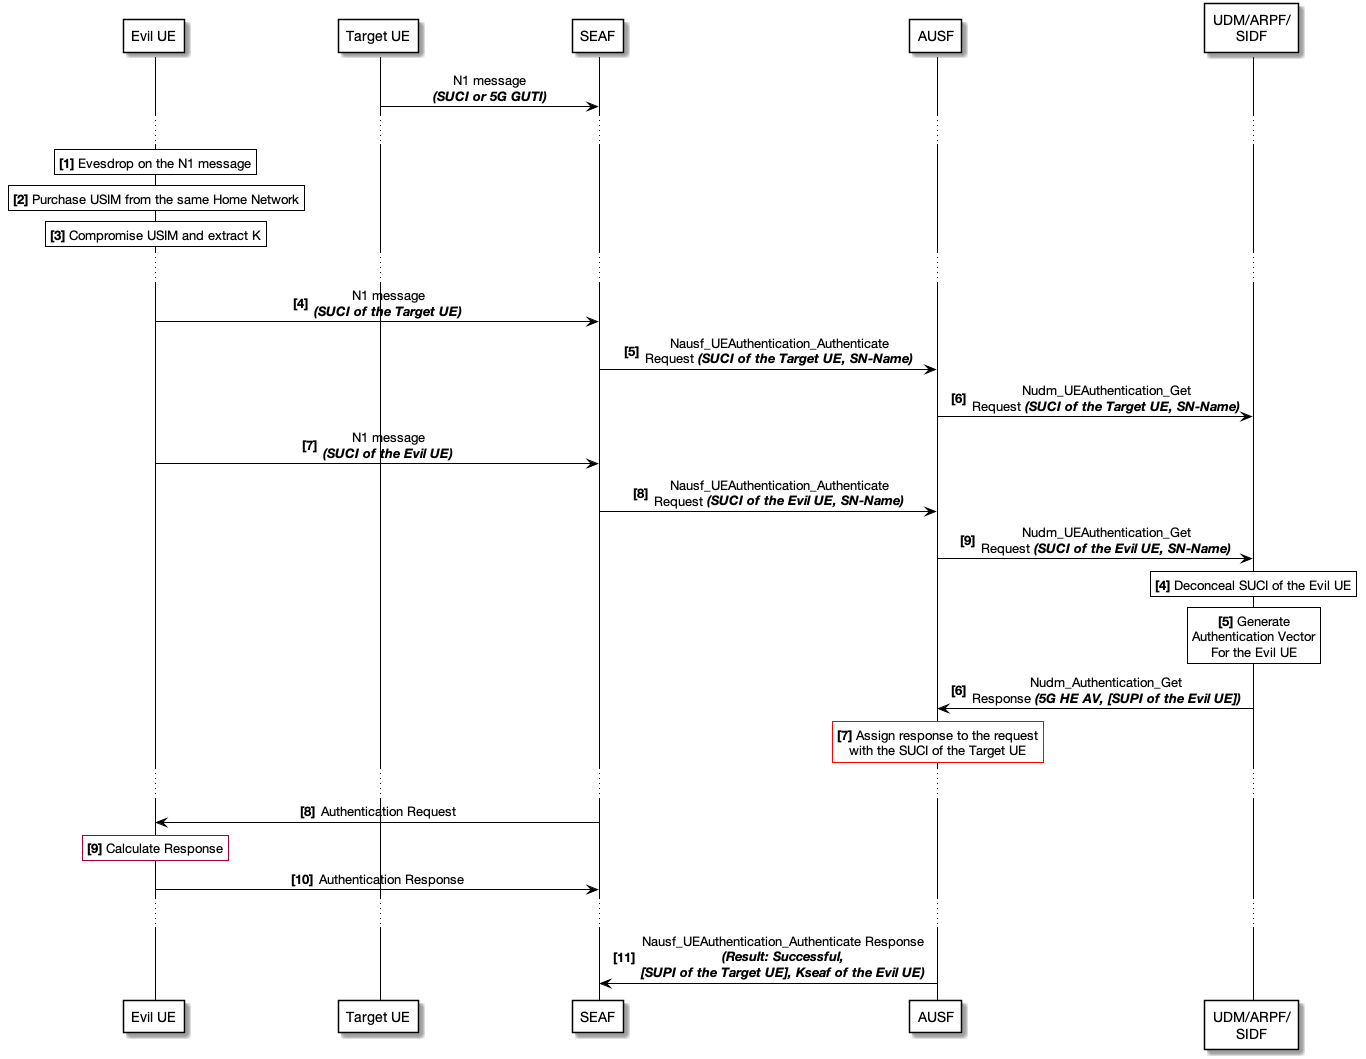 Evil UE
Target UE
SEAF
AUSF
UDM/ARPF/
SIDF
N1 message
(SUCI or 5G GUTI)
[1] Evesdrop on the N1 message
[2] Purchase USIM from the same Home Network
[3] Compromise USIM and extract K
[4] N1 message
(SUCI of the Target UE)
[5] Nausf_UEAuthentication_Authenticate
Request (SUCI of the Target UE, SN-Name)
[6] Nudm_UEAuthentication_Get
Request (SUCI of the Target UE, SN-Name)
[7] N1 message
(SUCI of the Evil UE)
[8] Nausf_UEAuthentication_Authenticate
Request (SUCI of the Evil UE, SN-Name)
[9] Nudm_UEAuthentication_Get
Request (SUCI of the Evil UE, SN-Name)
[4] Deconceal SUCI of the Evil UE
[5] Generate
Authentication Vector
For the Evil UE
[6] Nudm_Authentication_Get
Response (5G HE AV, [SUPI of the Evil UE])
[7] Assign response to the request
with the SUCI of the Target UE
[8] Authentication Request
[9] Calculate Response
[10] Authentication Response
[11] Nausf_UEAuthentication_Authenticate Response
(Result: Successful,
[SUPI of the Target UE], Kseaf of the Evil UE)
Evil UE
Target UE
SEAF
AUSF
UDM/ARPF/
SIDF